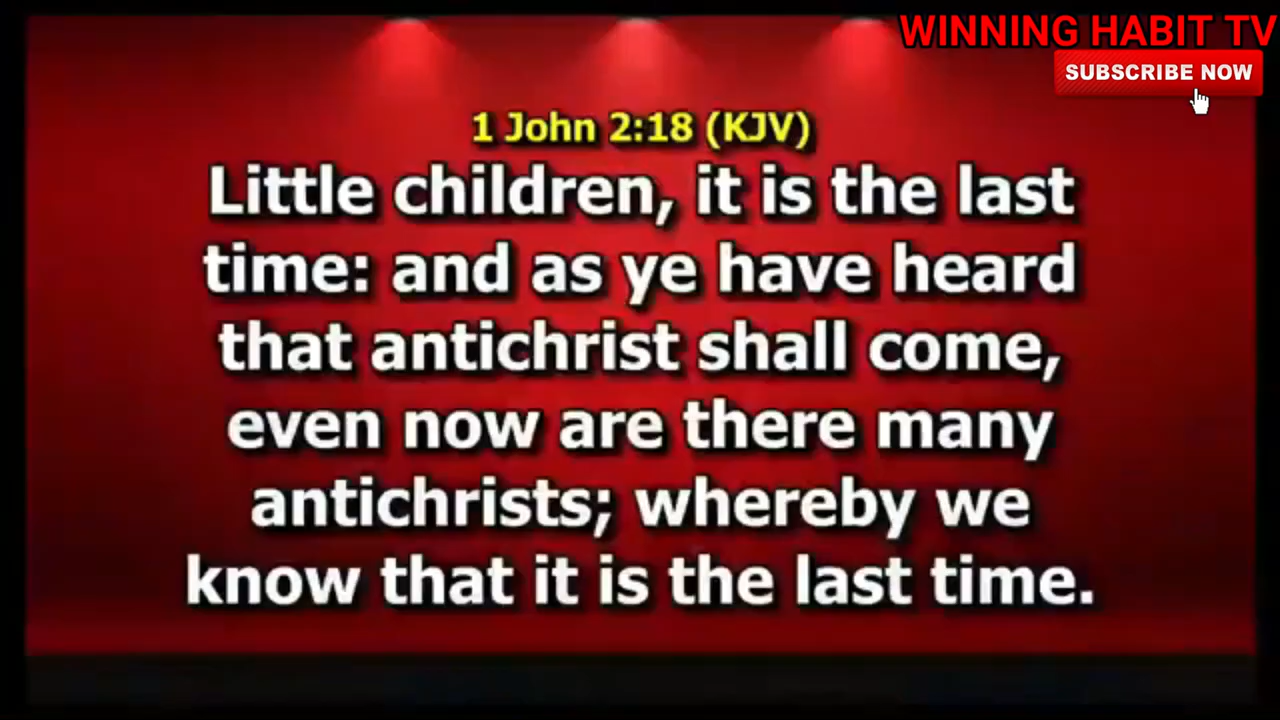 WINNING HABIT TV
SUBSCRIBE NOW
1 John 2:18 (KJV)
Little children, it is the last
time: and as ye have heard
that antichrist shall come,
even now are there many
antichrists; whereby we
know that it is the last time.